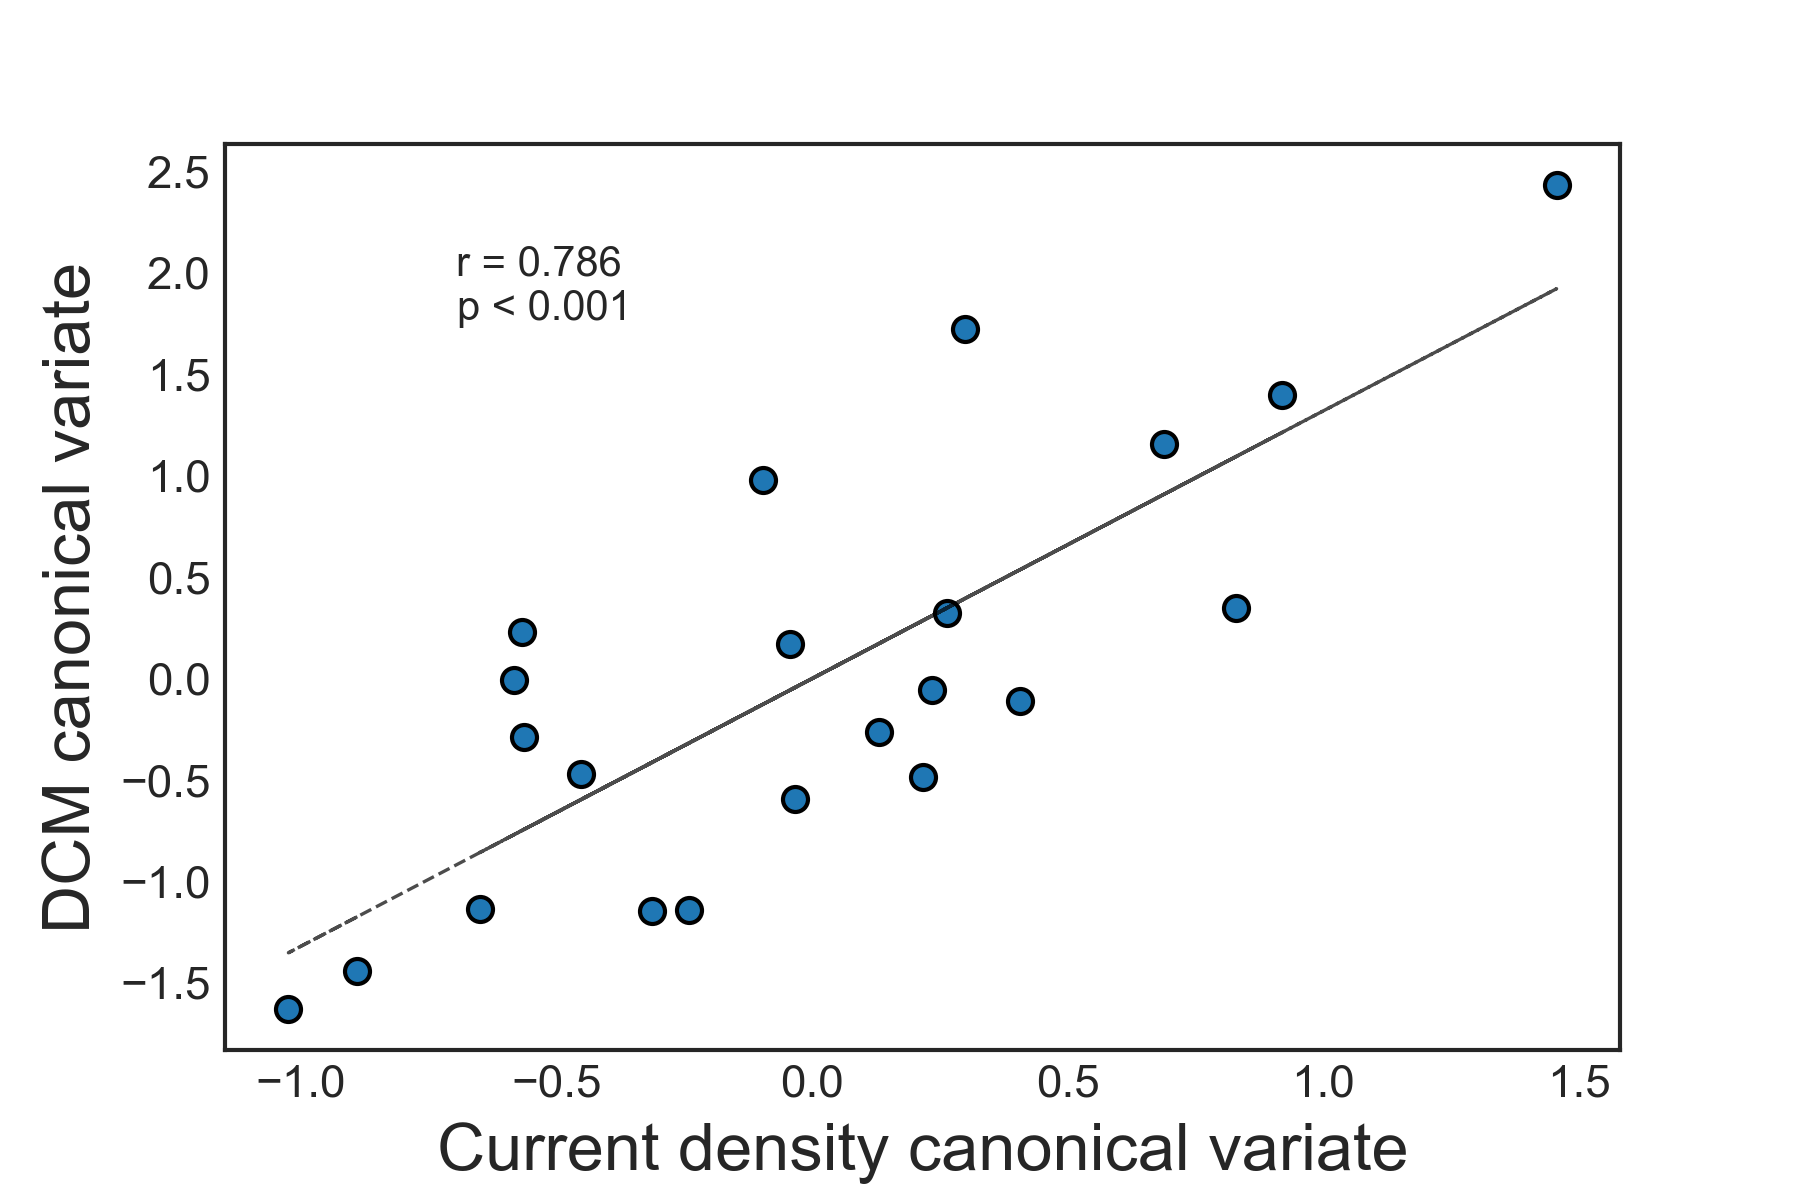 r = 0.786
p < 0.001
DCM canonical variate
2.5
2.0
1.5
1.0
0.5
0.0
−0.5
−1.0
−1.5
−1.0 −0.5 0.0 0.5 1.0 1.5
Current density canonical variate